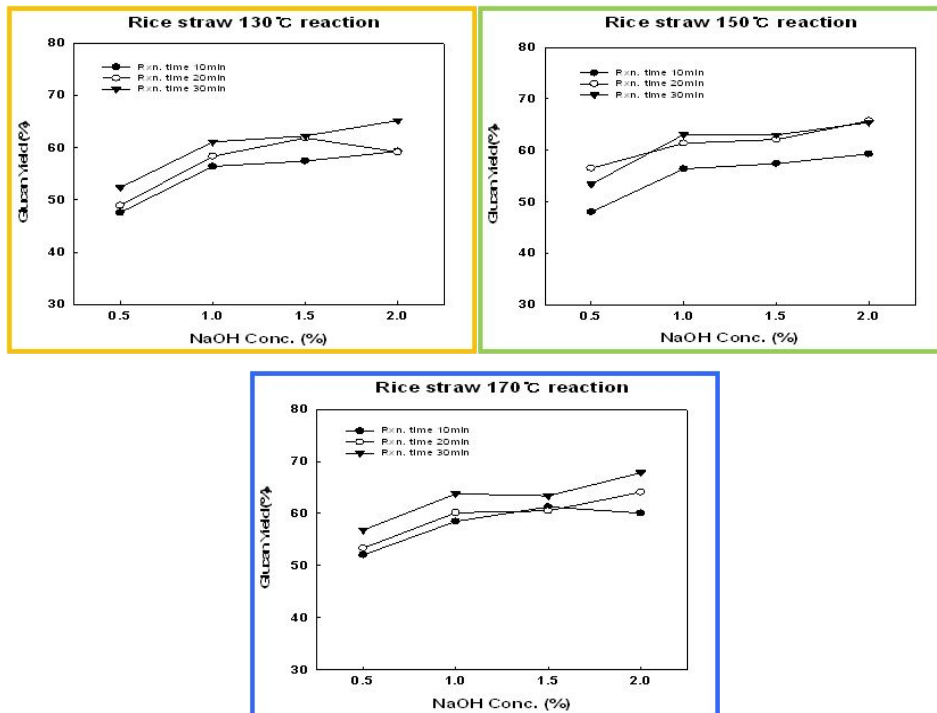 Rice straw 130℃ reaction
80
70
60
50
40
30
Glucan Yield (%)
Rxn. time 10min
Rxn. time 20min
Rxn. time 30min
0.5 1.0 1.5 2.0
NaOH Conc. (%)
Rice straw 150℃ reaction
80
70
60
50
40
30
Glucan Yield (%)
Rxn. time 10min
Rxn. time 20min
Rxn. time 30min
0.5 1.0 1.5 2.0
NaOH Conc. (%)
Rice straw 170℃ reaction
80
70
60
50
40
30
Glucan Yield (%)
Rxn. time 10min
Rxn. time 20min
Rxn. time 30min
0.5 1.0 1.5 2.0
NaOH Conc. (%)